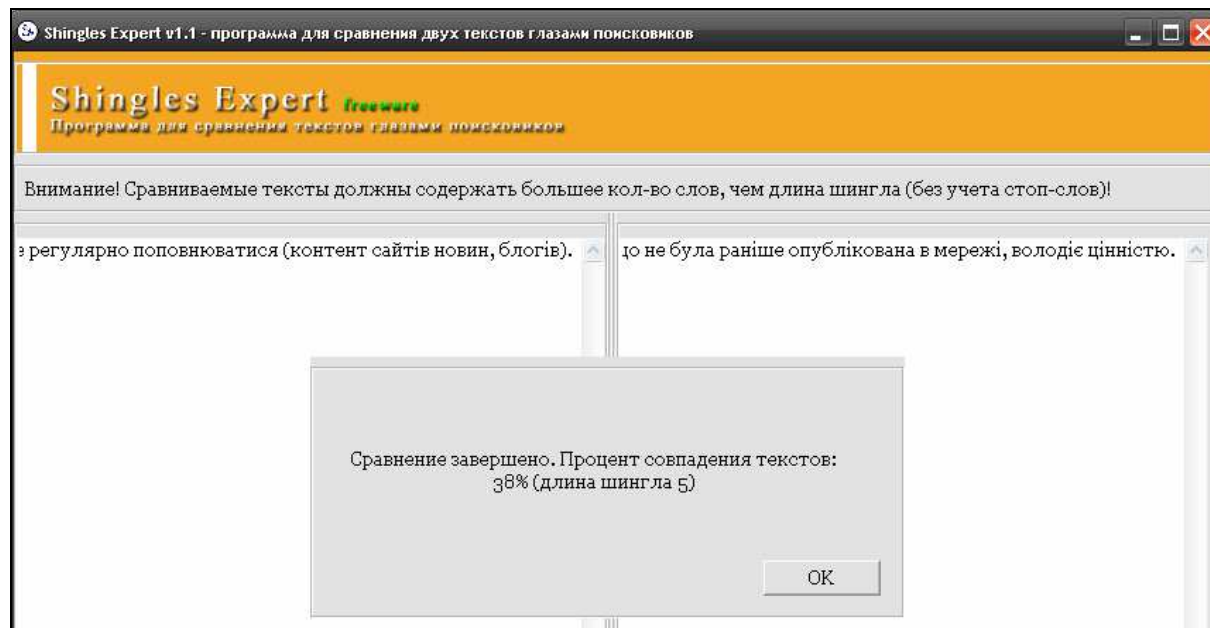 Shingles Expert v1.1 - программа для сравнения двух текстов глазами поисковиков
Shingles Expert freeware
Программа для сравнения текстов глазами поисковиков
Внимание! Сравниваемые тексты должны содержать большее кол-во слов, чем длина шингла (без учета стоп-слов)!
регулярно поповнюватися (контент сайтів новин, блогів).
не була раніше опублікована в мережі, володіє цінністю.
Сравнение завершено. Процент совпадения текстов:
38% (длина шингла 5)
OK